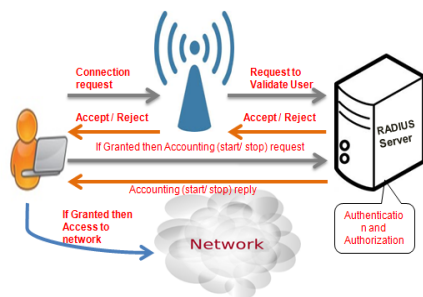 Connection
request
Request to
Validate User
Accept / Reject
Accept / Reject
RADIUS
Server
If Granted then Accounting (start/ stop) request
Accounting (start/ stop) reply
If Granted then
Access to
network
Network
Authenticatio
n and
Authorization